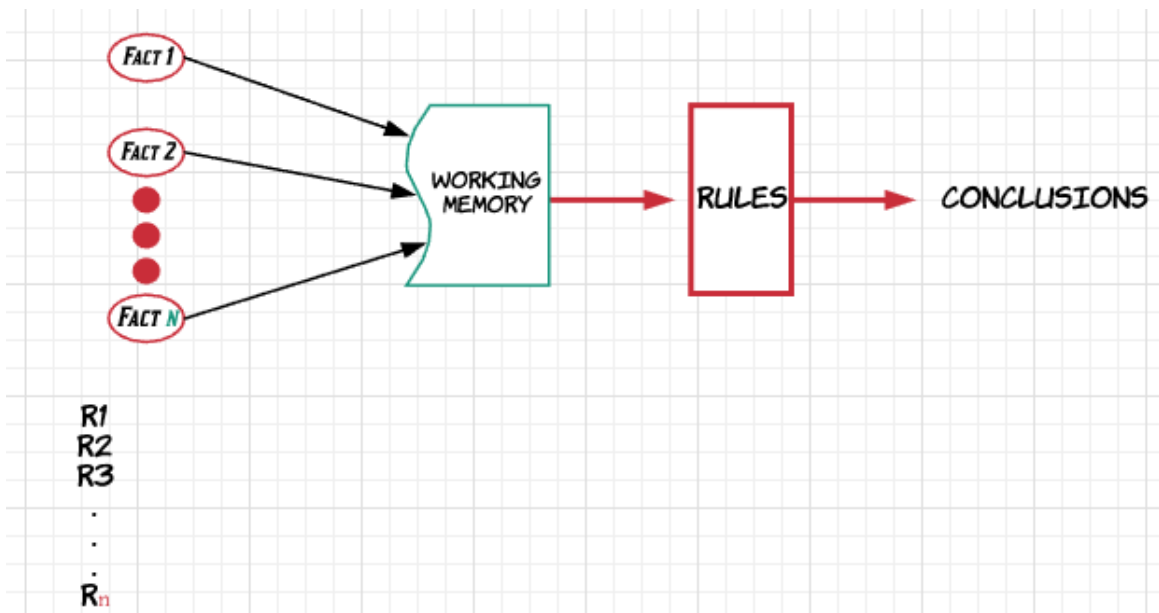 FACT 1
FACT 2
WORKING
MEMORY
RULES
CONCLUSIONS
FACT N
R1
R2
R3
.
.
.
Rn